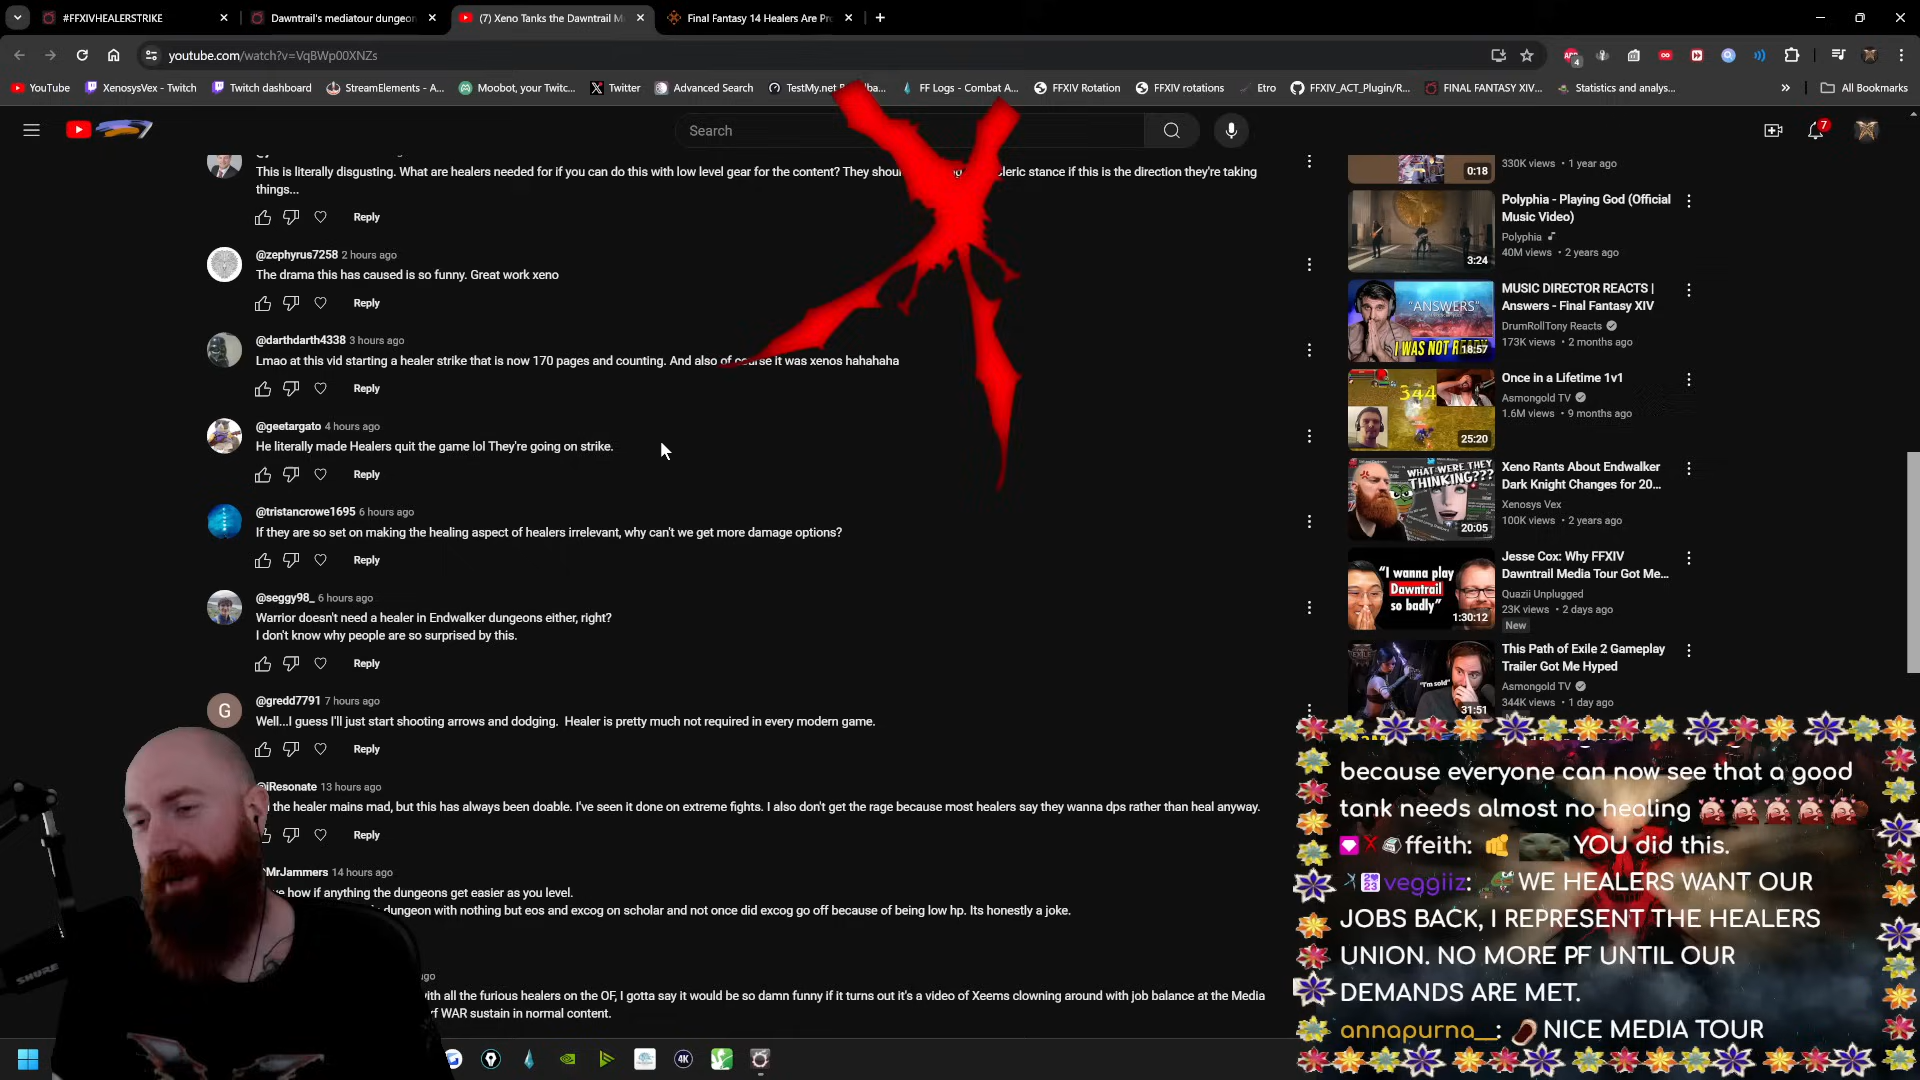 #FFXIVHEALERSTRIKE
Dawntrail's mediatour dungeon
(7) Xeno Tanks the Dawntrail M
Final Fantasy 14 Healers Are Pr
youtube.com/watch?v=VqBWp00XNZs
4
YouTube
XenosysVex - Twitch
Twitch dashboard
StreamElements - A...
Moobot, your Twitc...
Twitter
Advanced Search
TestMy.net
FF Logs - Combat A...
FFXIV Rotation
FFXIV rotations
Etro
FFXIV_ACT_Plugin/R...
FINAL FANTASY XIV...
Statistics and analys...
All Bookmarks
Search
7
This is literally disgusting. What are healers needed for if you can do this with low level gear for the content? They
stance if this is the direction they're taking
things...
Reply
@zephyrus7258 2 hours ago
The drama this has caused is so funny. Great work xeno
Reply
@darthdarth4338 3 hours ago
Lmao at this vid starting a healer strike that is now 170 pages and counting. And also of course it was xenos hahahaha
Reply
@geetargato 4 hours ago
He literally made Healers quit the game lol They're going on strike.
Reply
@tristancrowe1695 6 hours ago
If they are so set on making the healing aspect of healers irrelevant, why can't we get more damage options?
Reply
@seggy98_ 6 hours ago
Warrior doesn't need a healer in Endwalker dungeons either, right?
I don't know why people are so surprised by this.
Reply
G
@gredd7791 7 hours ago
Well...I guess I'll just start shooting arrows and dodging. Healer is pretty much not required in every modern game.
Reply
iResonate 13 hours ago
the healer mains mad, but this has always been doable. I've seen it done on extreme fights. I also don't get the rage because most healers say they wanna dps rather than heal anyway.
Reply
MrJammers 14 hours ago
how if anything the dungeons get easier as you level.
dungeon with nothing but eos and excog on scholar and not once did excog go off because of being low hp. Its honestly a joke.
ago
with all the furious healers on the OF, I gotta say it would be so damn funny if it turns out it's a video of Xeems clowning around with job balance at the Media
WAR sustain in normal content.
330K views • 1 year ago
0:18
Polyphia - Playing God (Official
Music Video)
Polyphia
40M views • 2 years ago
3:24
MUSIC DIRECTOR REACTS |
Answers - Final Fantasy XIV
DrumRollTony Reacts
173K views • 2 months ago
"ANSWERS"
I WAS NOT READY
18:57
Once in a Lifetime 1v1
Asmongold TV
1.6M views • 9 months ago
344
25:20
Xeno Rants About Endwalker
Dark Knight Changes for 20...
Xenosys Vex
100K views • 2 years ago
WHAT WERE THEY
THINKING???
20:05
Jesse Cox: Why FFXIV
Dawntrail Media Tour Got Me...
Quazii Unplugged
23K views • 2 days ago
New
"I wanna play
Dawntrail
so badly"
1:30:12
This Path of Exile 2 Gameplay
Trailer Got Me Hyped
Asmongold TV
344K views • 1 day ago
"I'm sold"
31:51
because everyone can now see that a good
tank needs almost no healing
ffeith: YOU did this.
veggiiz: WE HEALERS WANT OUR
JOBS BACK, I REPRESENT THE HEALERS
UNION. NO MORE PF UNTIL OUR
DEMANDS ARE MET.
annapurna__: NICE MEDIA TOUR
SHURE
4K